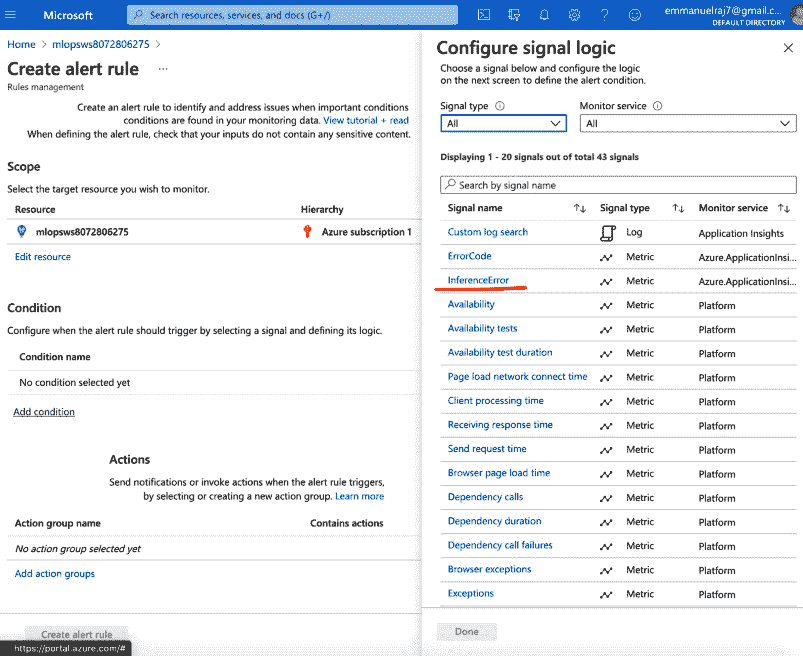 Microsoft
Search resources, services, and docs (G+/)
emmanuelraj7@gmail.c...
DEFAULT DIRECTORY
Home > mlopsws8072806275 >
Create alert rule ...
Rules management
Create an alert rule to identify and address issues when important conditions
conditions are found in your monitoring data. View tutorial + read
When defining the alert rule, check that your inputs do not contain any sensitive content.
Scope
Select the target resource you wish to monitor.
Resource Hierarchy
mlopsws8072806275 Azure subscription 1
Edit resource
Condition
Configure when the alert rule should trigger by selecting a signal and defining its logic.
Condition name
No condition selected yet
Add condition
Actions
Send notifications or invoke actions when the alert rule triggers,
by selecting or creating a new action group. Learn more
Action group name Contains actions
No action group selected yet
Add action groups
Create alert rule
https://portal.azure.com/#
Configure signal logic
Choose a signal below and configure the logic
on the next screen to define the alert condition.
Signal type Monitor service
All All
Displaying 1 - 20 signals out of total 43 signals
Search by signal name
Signal name Signal type Monitor service
Custom log search Log Application Insights
ErrorCode Metric Azure.ApplicationInsi...
InferenceError Metric Azure.ApplicationInsi...
Availability Metric Platform
Availability tests Metric Platform
Availability test duration Metric Platform
Page load network connect time Metric Platform
Client processing time Metric Platform
Receiving response time Metric Platform
Send request time Metric Platform
Browser page load time Metric Platform
Dependency calls Metric Platform
Dependency duration Metric Platform
Dependency call failures Metric Platform
Browser exceptions Metric Platform
Exceptions Metric Platform
Done